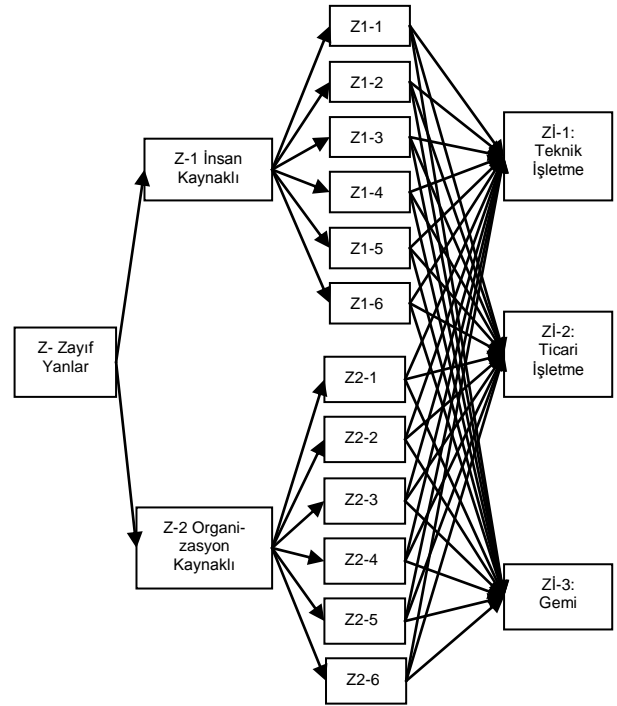 Z1-1
Z1-2
Z1-3
Z1-4
Z1-5
Z1-6
Z-1 İnsan
Kaynaklı
Z- Zayıf
Yanlar
Z-2 Organi-
zasyon
Kaynaklı
Z2-1
Z2-2
Z2-3
Z2-4
Z2-5
Z2-6
Zİ-1:
Teknik
İşletme
Zİ-2:
Ticari
İşletme
Zİ-3:
Gemi